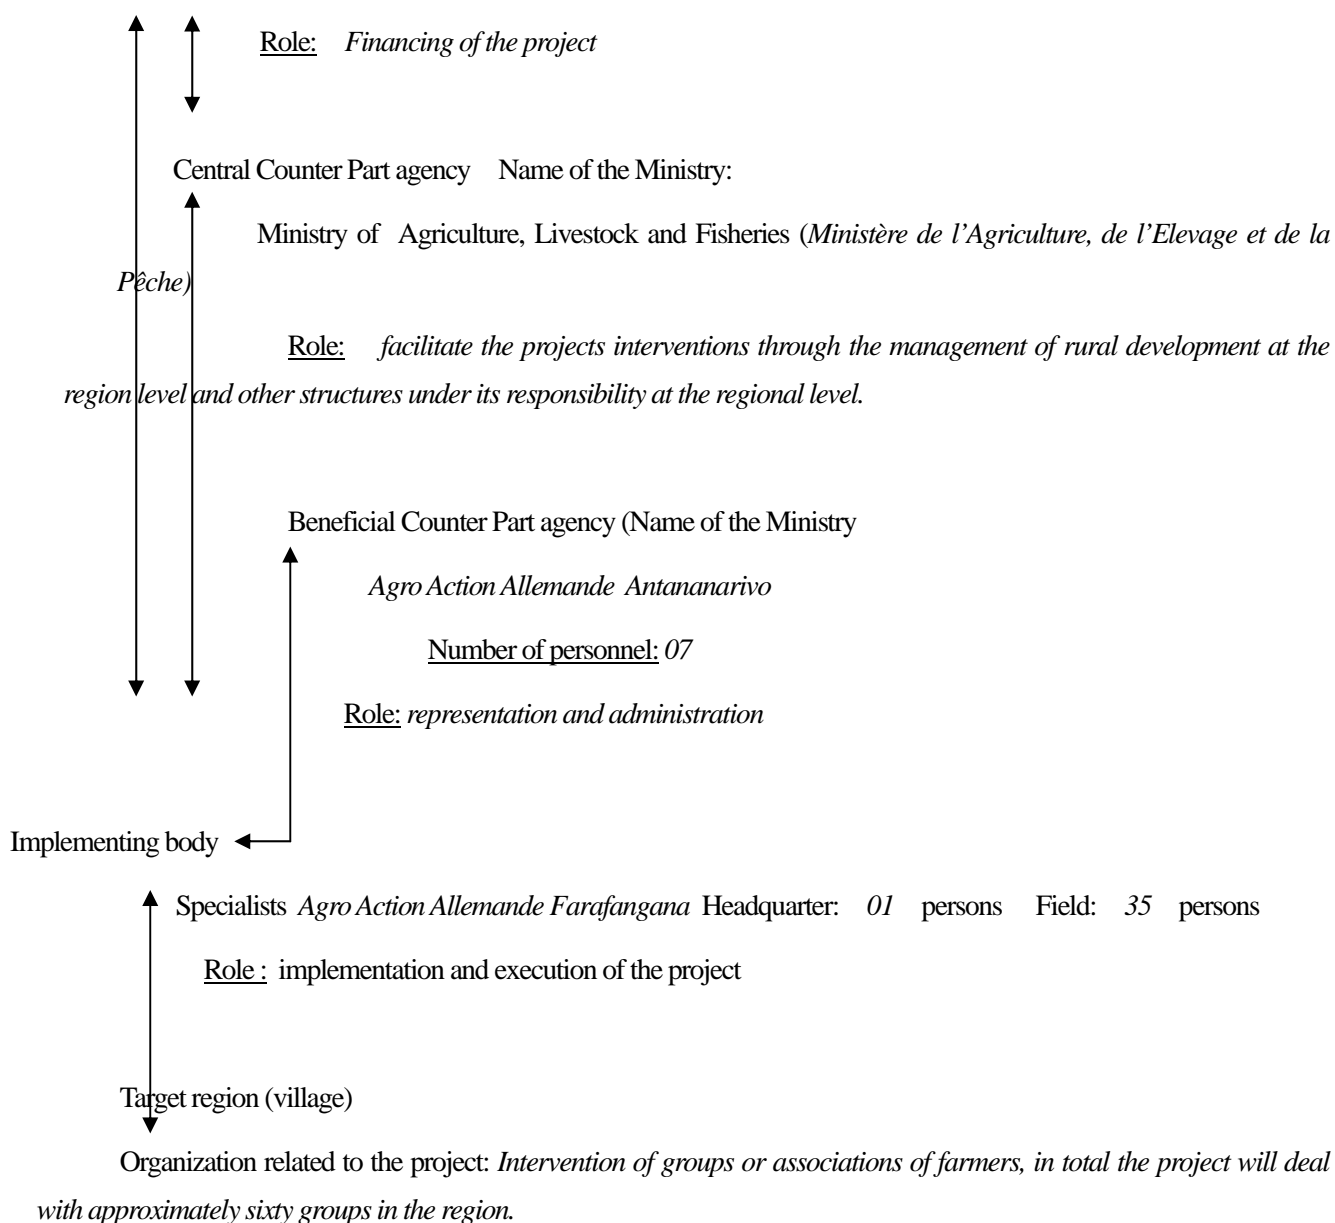 Role: Financing of the project
Central Counter Part agency Name of the Ministry:
Ministry of Agriculture, Livestock and Fisheries (Ministère de l'Agriculture, de l'Elevage et de la
Pêche)
Role: facilitate the projects interventions through the management of rural development at the
region level and other structures under its responsibility at the regional level.
Beneficial Counter Part agency (Name of the Ministry
Agro Action Allemande Antananarivo
Number of personnel: 07
Role: representation and administration
Implementing body
Specialists Agro Action Allemande Farafangana Headquarter: 01 persons Field: 35 persons
Role : implementation and execution of the project
Target region (village)
Organization related to the project: Intervention of groups or associations of farmers, in total the project will deal
with approximately sixty groups in the region.